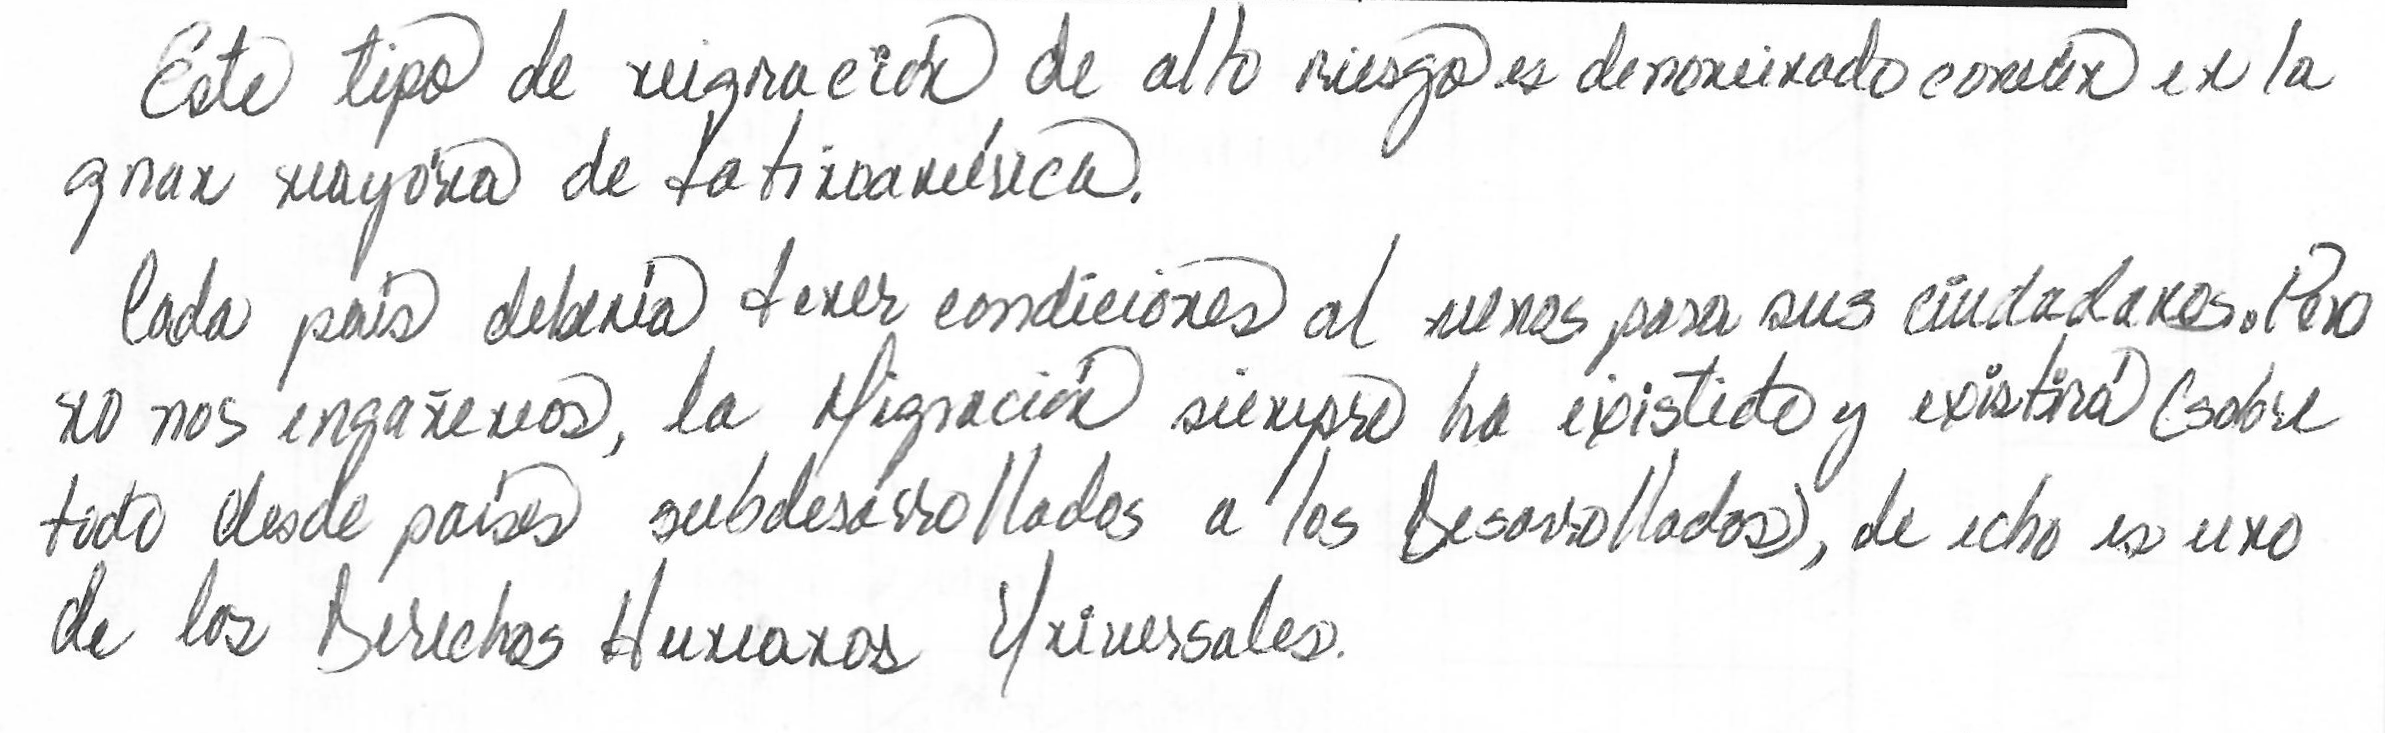 Este tipo de migración de alto riesgo es denominado común en la
gran mayoría de Latinoamérica.
Cada país debería tener condiciones al menos para sus ciudadanos. Pero
no nos engañemos, la Migración siempre ha existido y existirá (sobre
todo desde países subdesarrollados a los Desarrollados), de echo es uno
de los Derechos Humanos Universales.